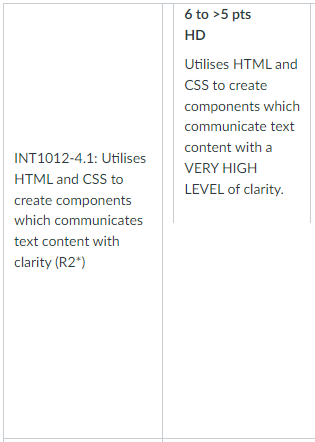 6 to >5 pts
HD
Utilises HTML and
CSS to create
components which
communicate text
content with a
VERY HIGH
LEVEL of clarity.
INT1012-4.1: Utilises
HTML and CSS to
create components
which communicates
text content with
clarity (R2*)